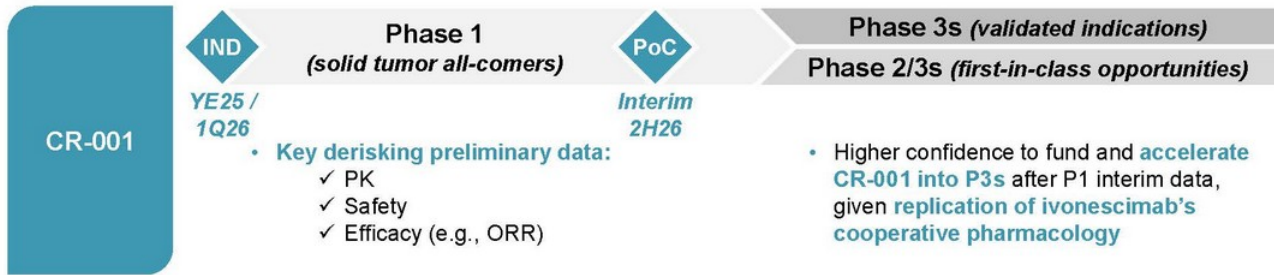 CR-001
IND
YE25 /
1Q26
Phase 1
(solid tumor all-comers)
PoC
Interim
2H26
Phase 3s (validated indications)
Phase 2/3s (first-in-class opportunities)
• Key derisking preliminary data:
✓ PK
✓ Safety
✓ Efficacy (e.g., ORR)
• Higher confidence to fund and accelerate
CR-001 into P3s after P1 interim data,
given replication of ivonescimab's
cooperative pharmacology